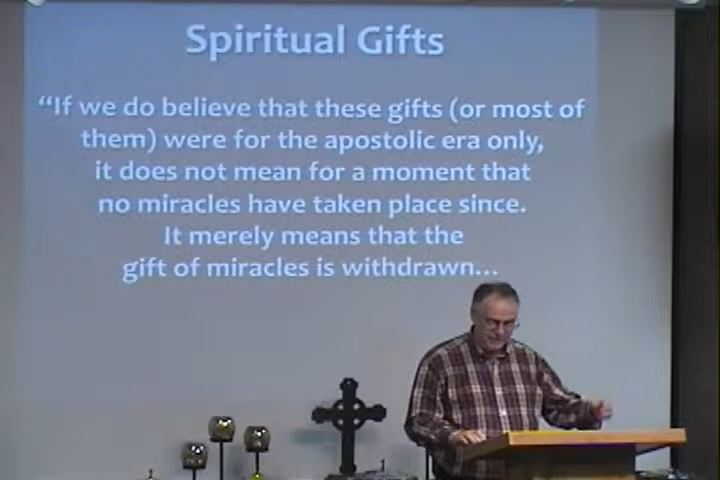 Spiritual Gifts
“If we do believe that these gifts (or most of
them) were for the apostolic era only,
it does not mean for a moment that
no miracles have taken place since.
It merely means that the
gift of miracles is withdrawn...